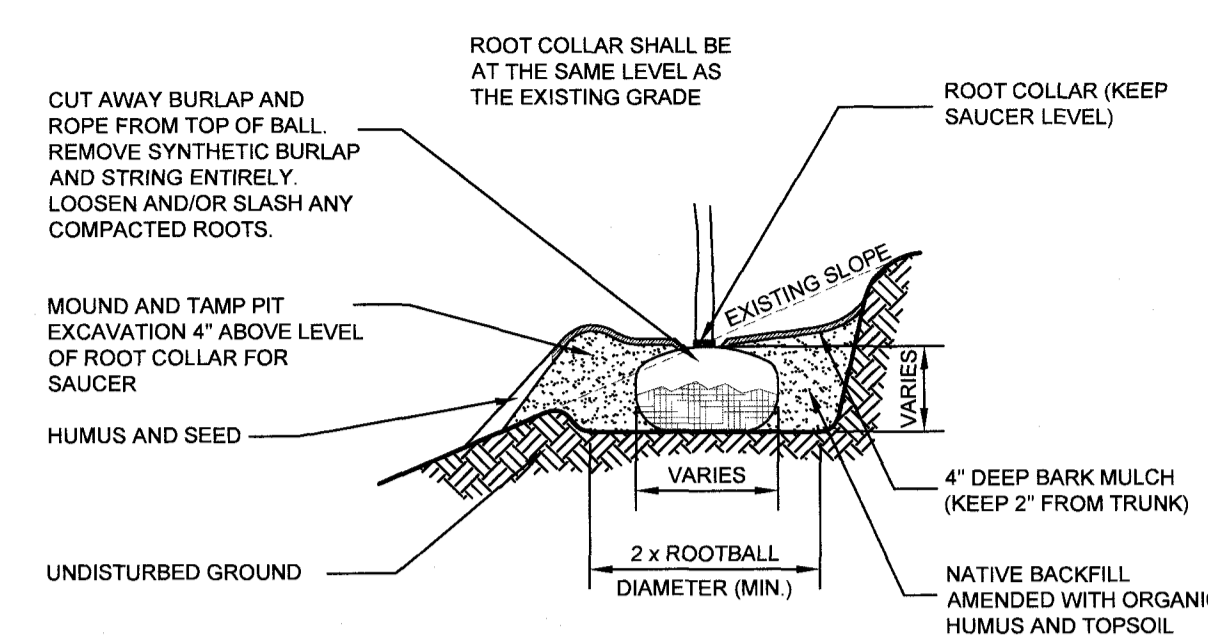 ROOT COLLAR SHALL BE
AT THE SAME LEVEL AS
THE EXISTING GRADE
CUT AWAY BURLAP AND
ROPE FROM TOP OF BALL.
REMOVE SYNTHETIC BURLAP
AND STRING ENTIRELY.
LOOSEN AND/OR SLASH ANY
COMPACTED ROOTS.
ROOT COLLAR (KEEP
SAUCER LEVEL)
EXISTING SLOPE
MOUND AND TAMP PIT
EXCAVATION 4" ABOVE LEVEL
OF ROOT COLLAR FOR
SAUCER
VARIES
HUMUS AND SEED
VARIES
4" DEEP BARK MULCH
(KEEP 2" FROM TRUNK)
UNDISTURBED GROUND
2 x ROOTBALL
DIAMETER (MIN.)
NATIVE BACKFILL
AMENDED WITH ORGANIC
HUMUS AND TOPSOIL